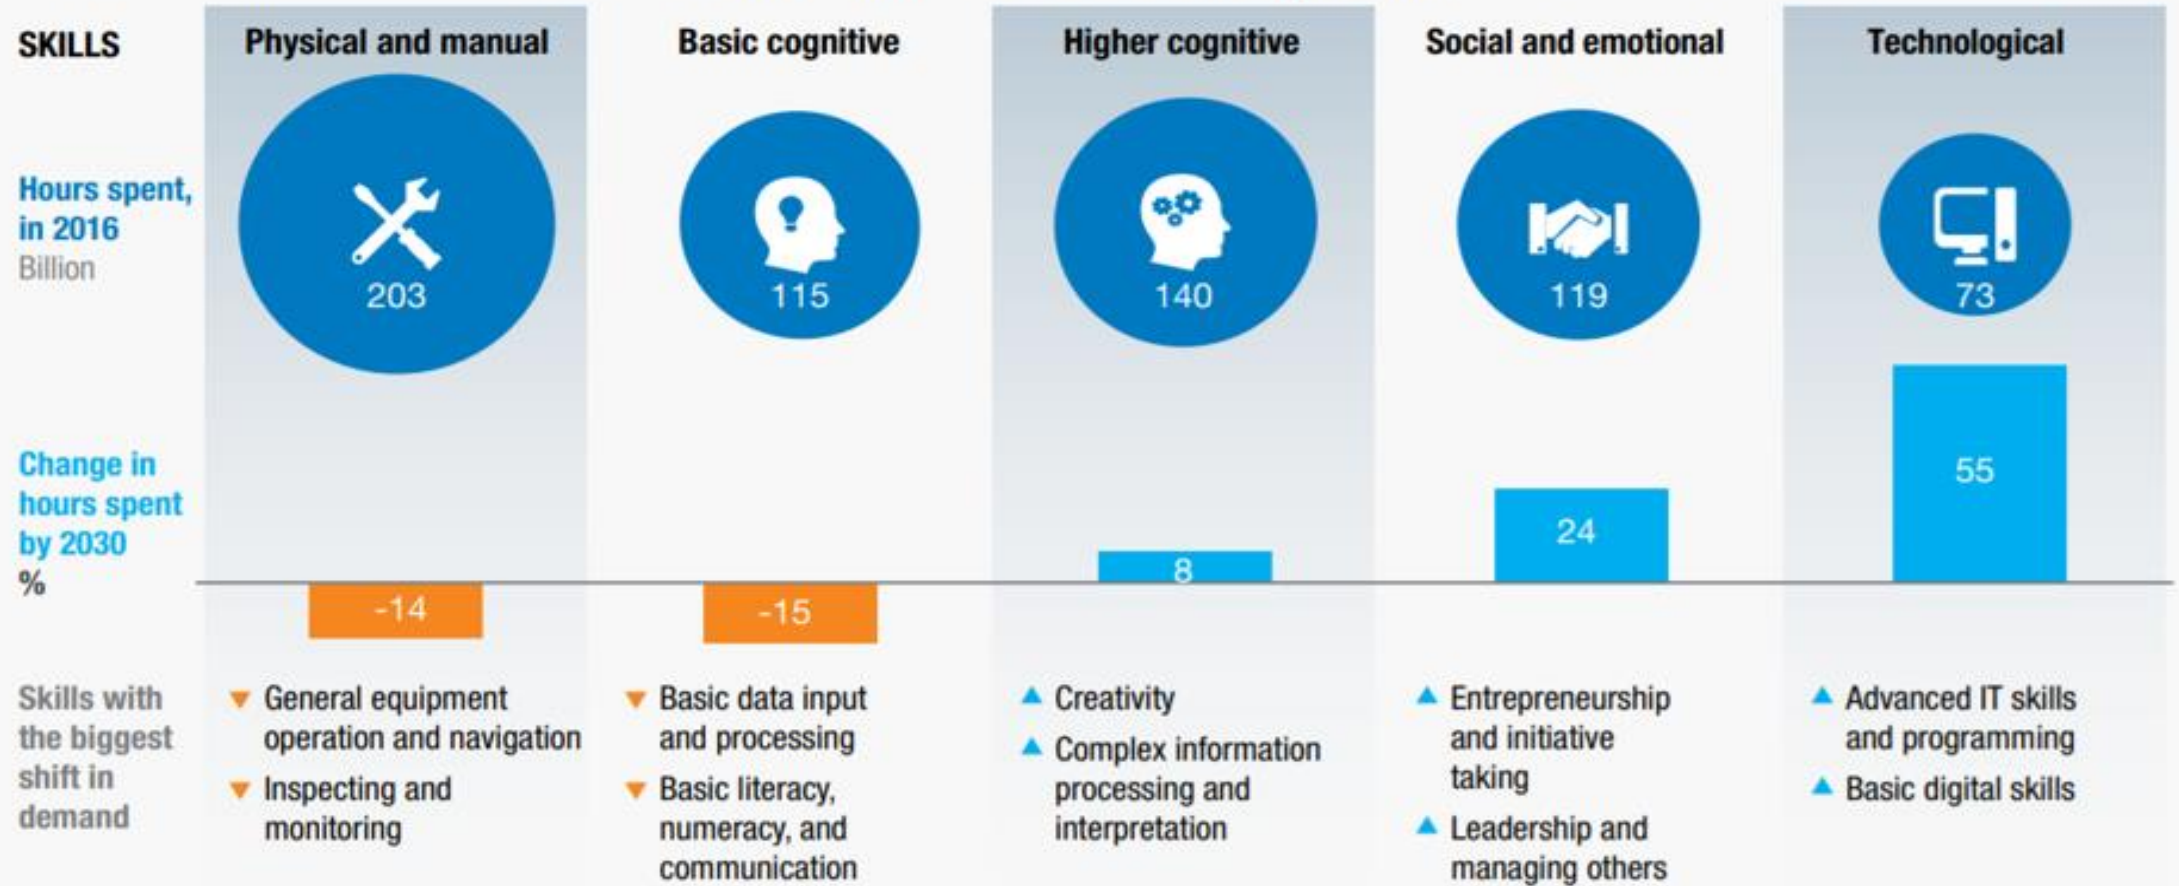 SKILLS
Physical and manual
Basic cognitive
Higher cognitive
Social and emotional
Technological
Hours spent,
in 2016
Billion
203
115
140
119
73
Change in
hours spent
by 2030
%
-14
-15
8
24
55
Skills with
the biggest
shift in
demand
General equipment
operation and navigation
Inspecting and
monitoring
Basic data input
and processing
Basic literacy,
numeracy, and
communication
Creativity
Complex information
processing and
interpretation
Entrepreneurship
and initiative
taking
Leadership and
managing others
Advanced IT skills
and programming
Basic digital skills